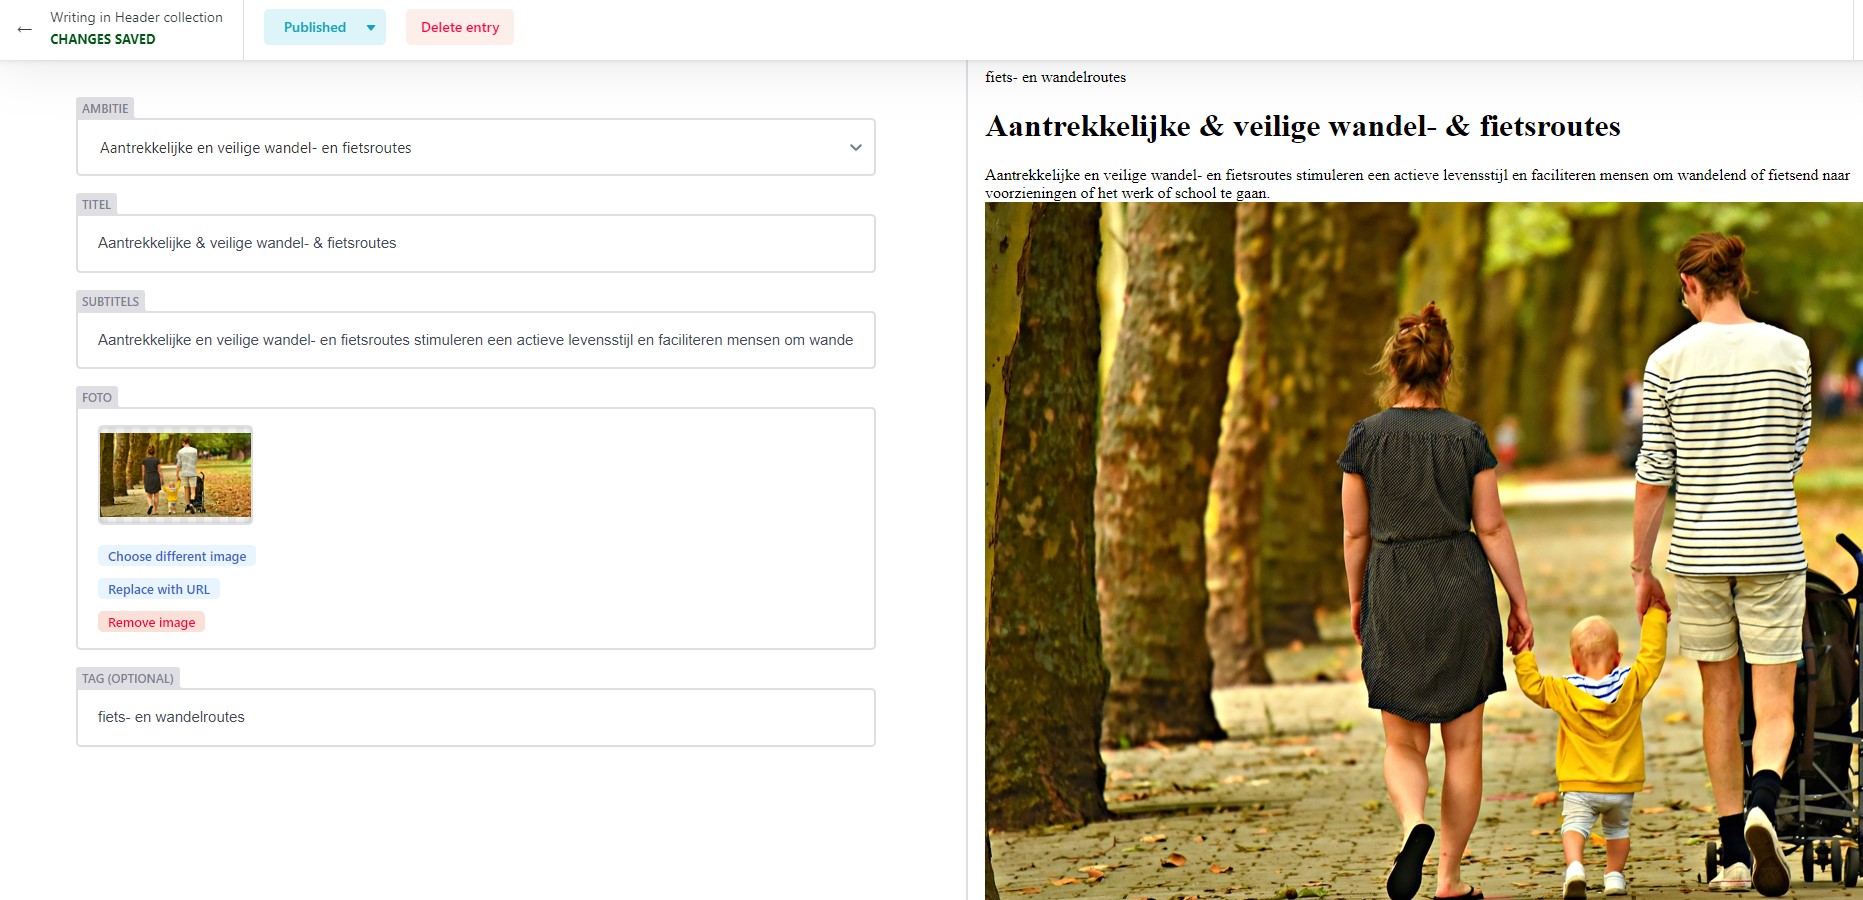 Writing in Header collection
CHANGES SAVED
Published
Delete entry
AMBITIE
Aantrekkelijke en veilige wandel- en fietsroutes
TITEL
Aantrekkelijke & veilige wandel- & fietsroutes
SUBTITELS
Aantrekkelijke en veilige wandel- en fietsroutes stimuleren een actieve levensstijl en faciliteren mensen om wande
FOTO
Choose different image
Replace with URL
Remove image
TAG (OPTIONAL)
fiets- en wandelroutes
fiets- en wandelroutes
Aantrekkelijke & veilige wandel- & fietsroutes
Aantrekkelijke en veilige wandel- en fietsroutes stimuleren een actieve levensstijl en faciliteren mensen om wandelend of fietsend naar
voorzieningen of het werk of school te gaan.